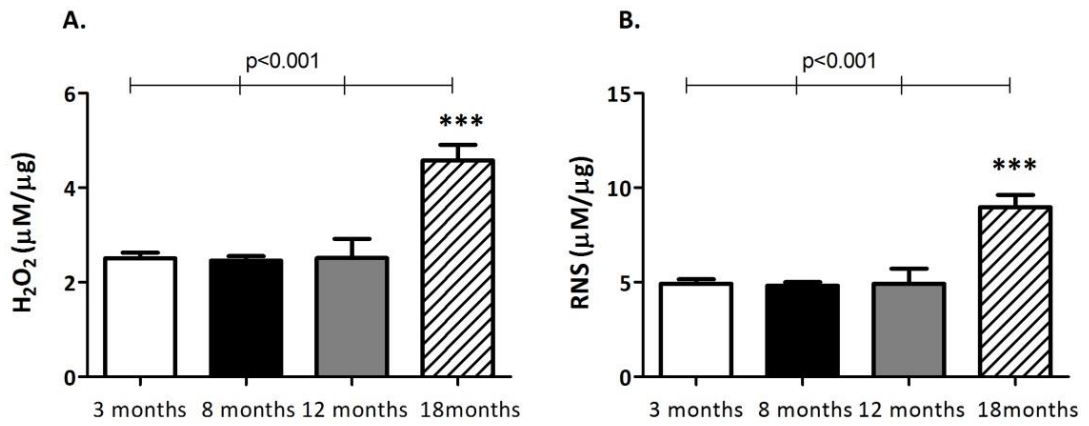 A.
p<0.001
6
4
2
0
H₂O₂ (μM/μg)
***
3 months 8 months 12 months 18months
B.
p<0.001
15
10
5
0
RNS (μM/μg)
***
3 months 8 months 12 months 18months